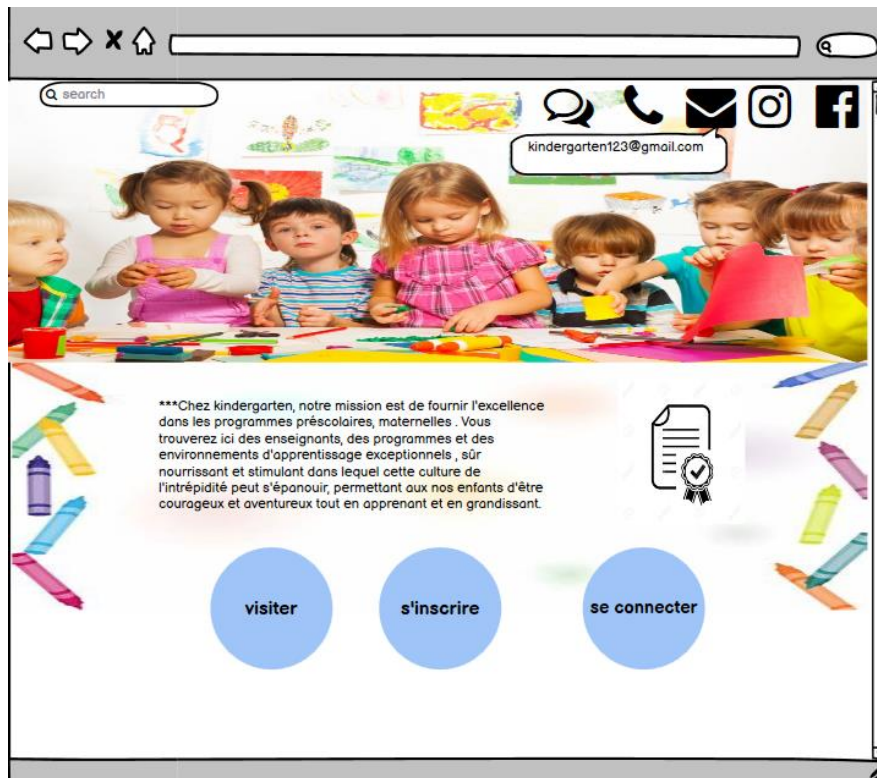 search
kindergarten123@gmail.com
***Chez kindergarten, notre mission est de fournir l'excellence
dans les programmes préscolaires, maternelles . Vous
trouverez ici des enseignants, des programmes et des
environnements d'apprentissage exceptionnels , sûr
nourrissant et stimulant dans lequel cette culture de
l'intrépidité peut s'épanouir, permettant aux nos enfants d'être
courageux et aventureux tout en apprenant et en grandissant.
visiter
s'inscrire
se connecter